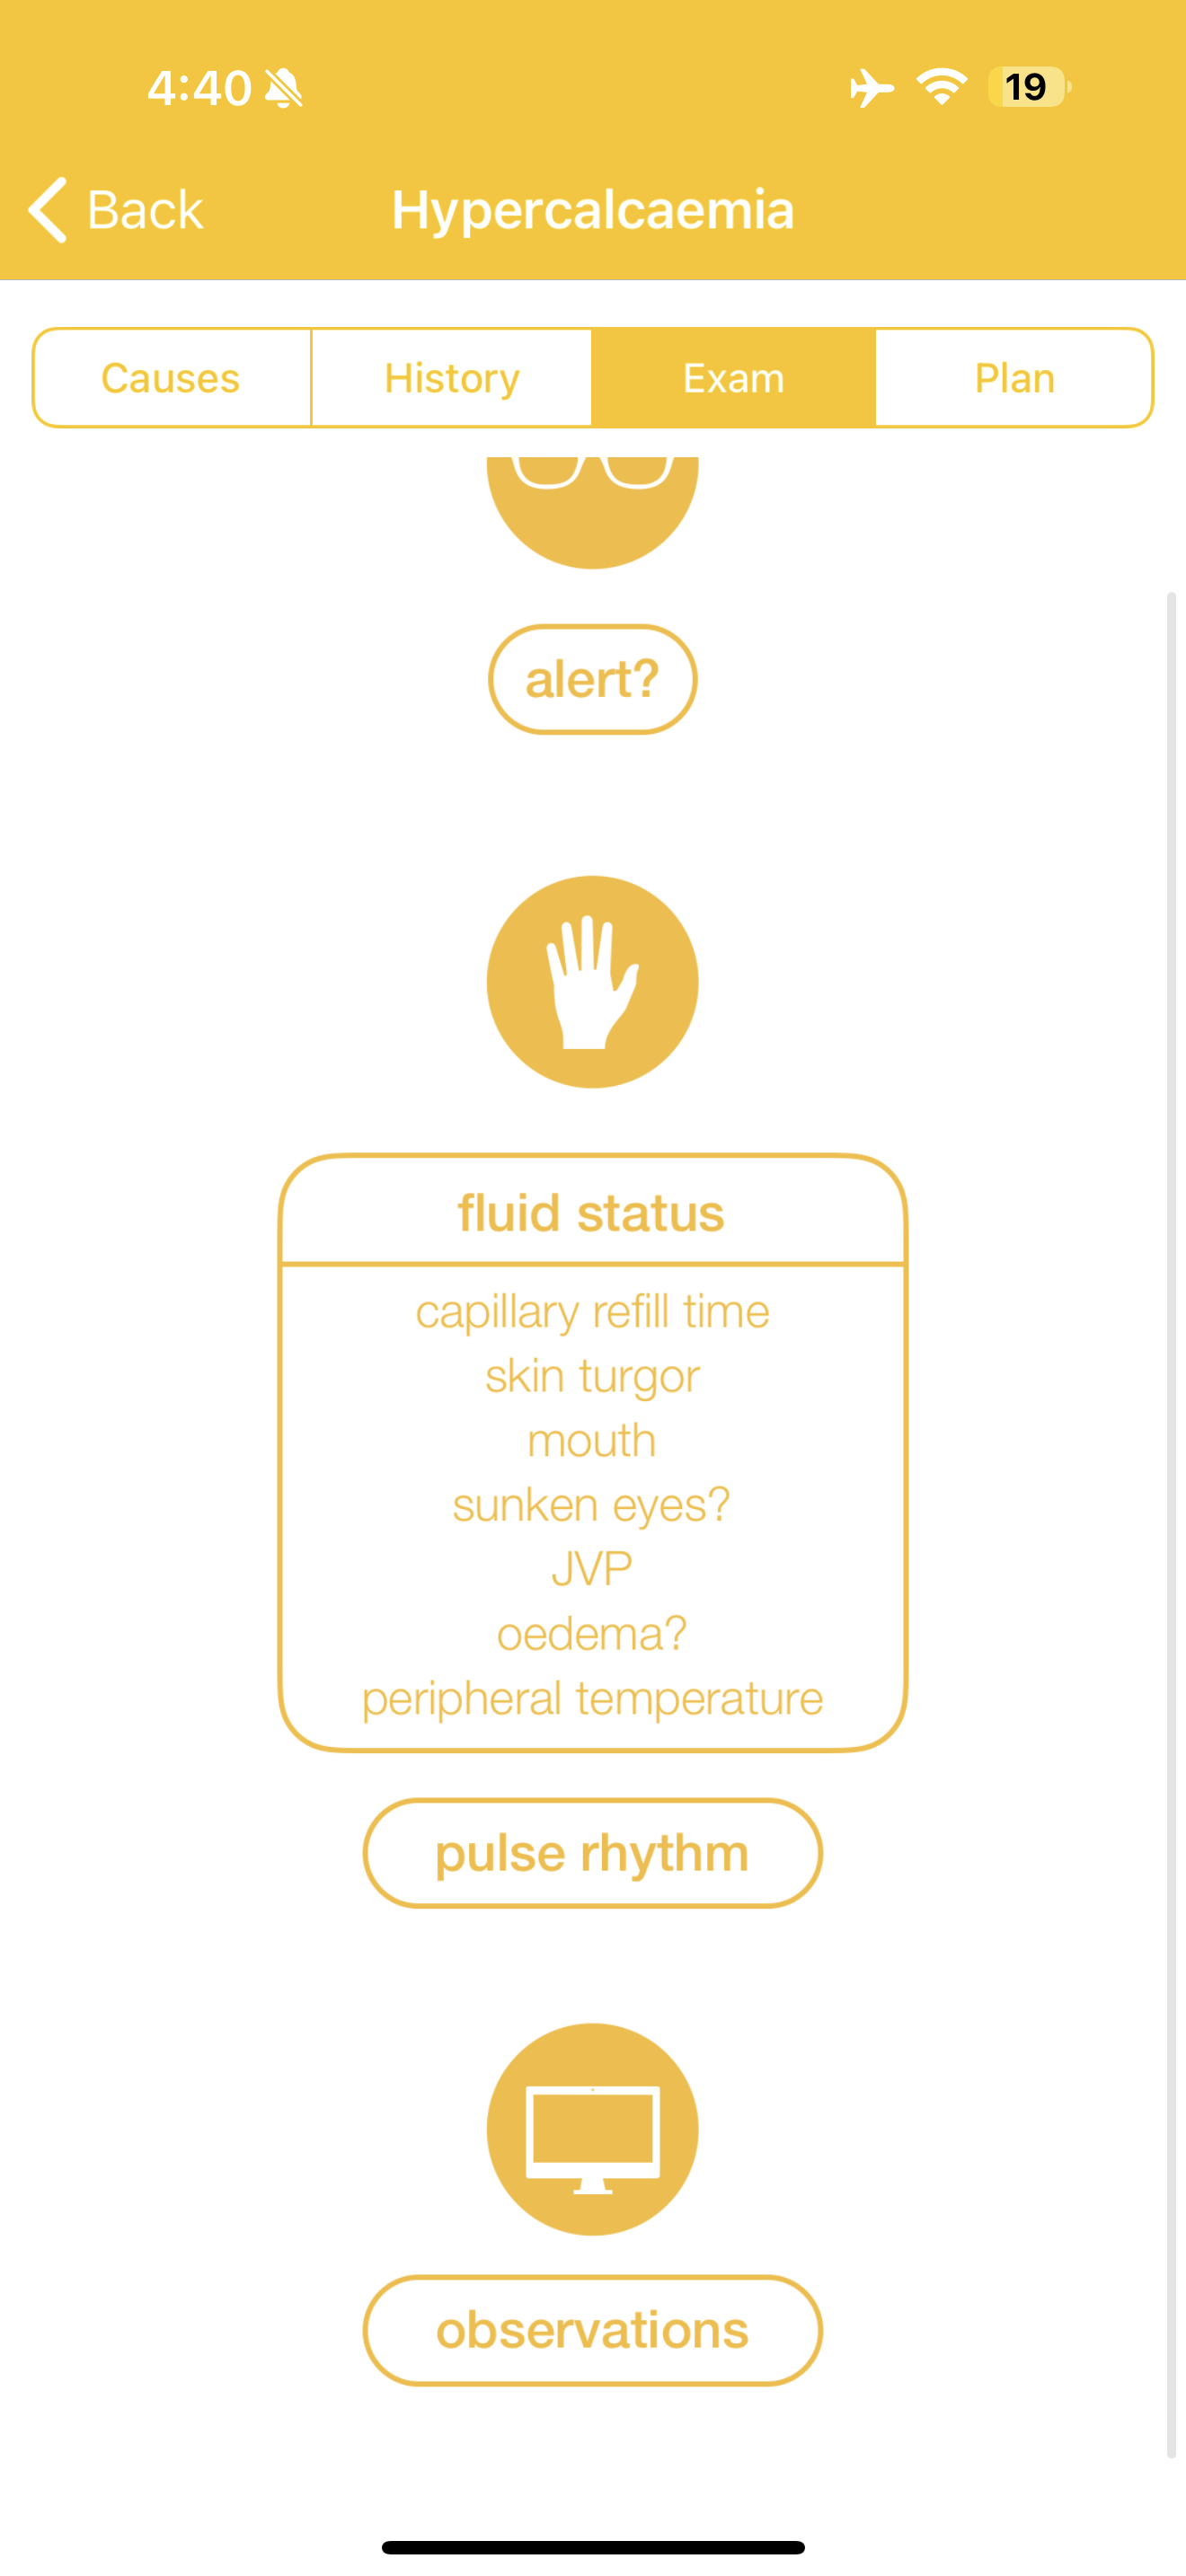 4:40
19
Back
Hypercalcaemia
Causes
History
Exam
Plan
alert?
fluid status
capillary refill time
skin turgor
mouth
sunken eyes?
JVP
oedema?
peripheral temperature
pulse rhythm
observations